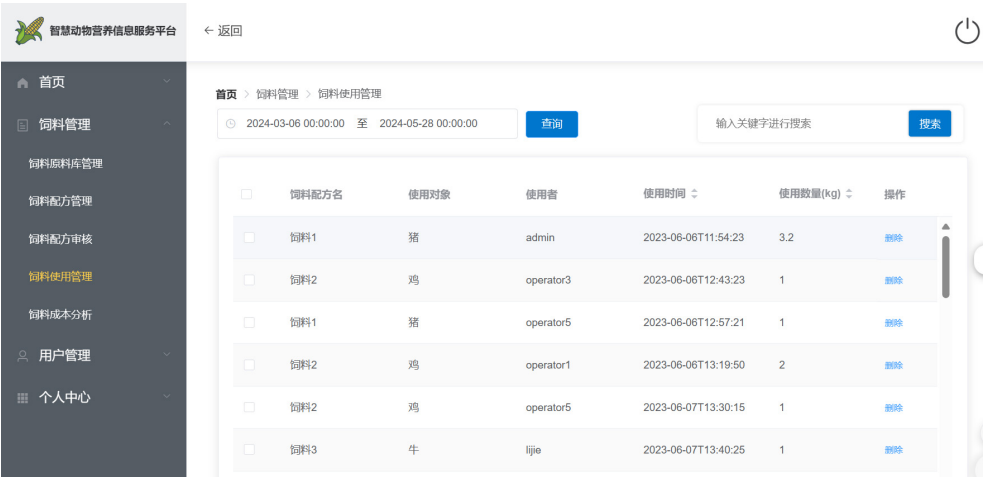 智慧动物营养信息服务平台
← 返回
首页
饲料管理
饲料原料库管理
饲料配方管理
饲料配方审核
饲料使用管理
饲料成本分析
用户管理
个人中心
首页 > 饲料管理 > 饲料使用管理
2024-03-06 00:00:00 至 2024-05-28 00:00:00 查询 输入关键字进行搜索 搜索
饲料配方名 使用对象 使用者 使用时间 使用数量(kg) 操作
饲料1 猪 admin 2023-06-06T11:54:23 3.2 删除
饲料2 鸡 operator3 2023-06-06T12:43:23 1 删除
饲料1 猪 operator5 2023-06-06T12:57:21 1 删除
饲料2 鸡 operator1 2023-06-06T13:19:50 2 删除
饲料2 鸡 operator5 2023-06-07T13:30:15 1 删除
饲料3 牛 lijie 2023-06-07T13:40:25 1 删除